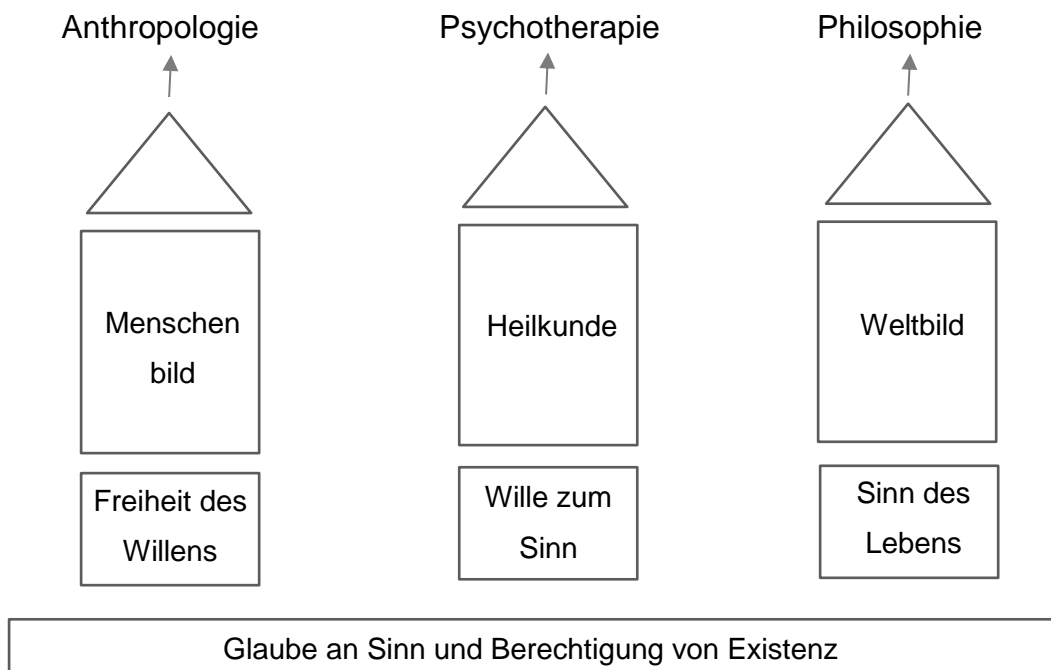 Anthropologie
Psychotherapie
Philosophie
Menschen
bild
Heilkunde
Weltbild
Freiheit des
Willens
Wille zum
Sinn
Sinn des
Lebens
Glaube an Sinn und Berechtigung von Existenz